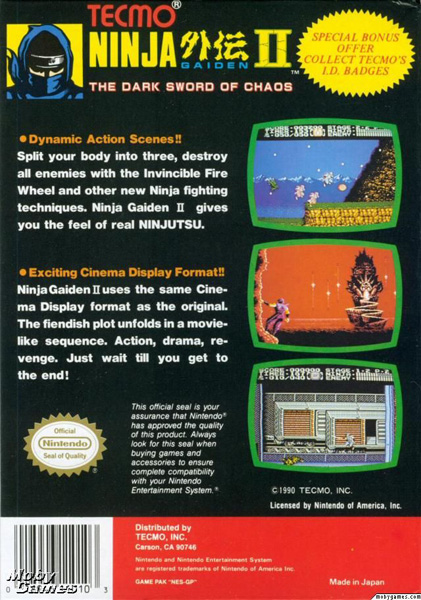 TECMO®
NINJA 外伝 II™
GAIDEN
THE DARK SWORD OF CHAOS
SPECIAL BONUS
OFFER
COLLECT TECMO'S
I.D. BADGES
● Dynamic Action Scenes!!
Split your body into three, destroy
all enemies with the Invincible Fire
Wheel and other new Ninja fighting
techniques. Ninja Gaiden II gives
you the feel of real NINJUTSU.
● Exciting Cinema Display Format!!
Ninja Gaiden II uses the same Cine-
ma Display format as the original.
The fiendish plot unfolds in a movie-
like sequence. Action, drama, re-
venge. Just wait till you get to
the end!
Official
Nintendo
Seal of Quality
This official seal is your
assurance that Nintendo®
has approved the quality
of this product. Always
look for this seal when
buying games and
accessories to ensure
complete compatibility
with your Nintendo
Entertainment System.®
©1990 TECMO, INC.
Licensed by Nintendo of America, Inc.
Distributed by
TECMO, INC.
Carson, CA 90746
Nintendo and Nintendo Entertainment System
are registered trademarks of Nintendo of America Inc.
GAME PAK "NES-GP"
Made in Japan
Moby
Games
mobygames.com